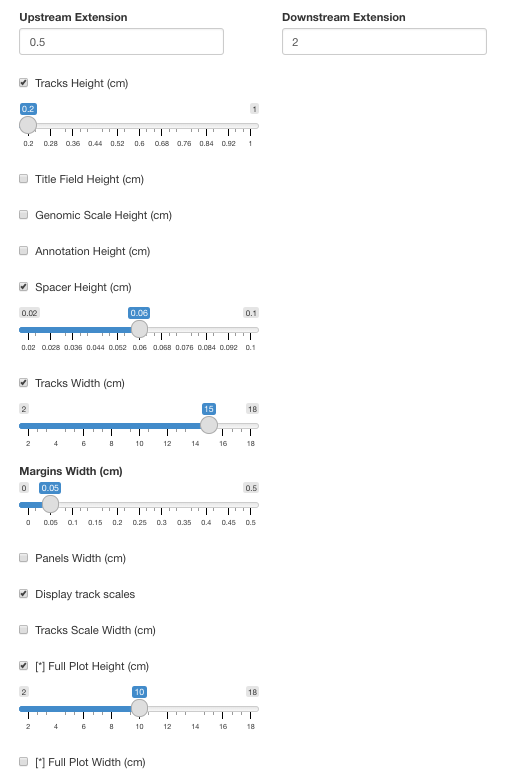 Upstream Extension Downstream Extension
0.5 2
Tracks Height (cm)
0.2 1
0.2 0.28 0.36 0.44 0.52 0.6 0.68 0.76 0.84 0.92 1
Title Field Height (cm)
Genomic Scale Height (cm)
Annotation Height (cm)
Spacer Height (cm)
0.02 0.06 0.1
0.02 0.028 0.036 0.044 0.052 0.06 0.068 0.076 0.084 0.092 0.1
Tracks Width (cm)
2 15 18
2 4 6 8 10 12 14 16 18
Margins Width (cm)
0 0.05 0.5
0 0.05 0.1 0.15 0.2 0.25 0.3 0.35 0.4 0.45 0.5
Panels Width (cm)
Display track scales
Tracks Scale Width (cm)
[*] Full Plot Height (cm)
2 10 18
2 4 6 8 10 12 14 16 18
[*] Full Plot Width (cm)